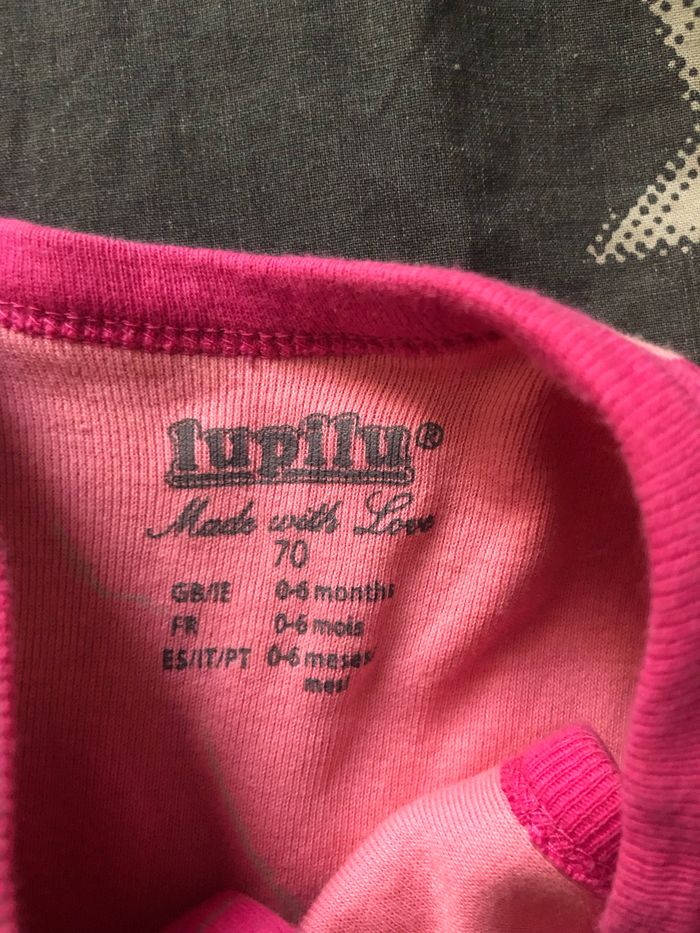 lupilu®
Made with Love
70
GB/IE 0-6 months
FR 0-6 mois
ES/IT/PT 0-6 meses/
mesi